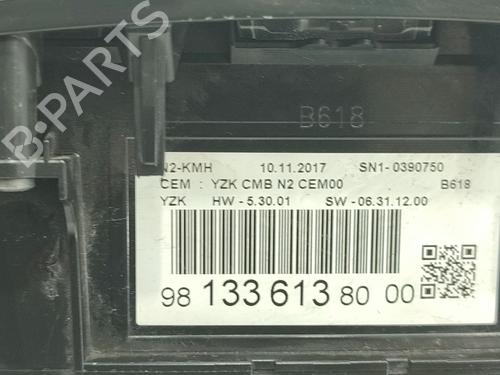 B-PARTS
B618
N2-KMH 10.11.2017 SN1- 0390750
CEM : YZK CMB N2 CEM00 B618
YZK HW - 5.30.01 SW - 06.31.12.00
98 133 613 80 00